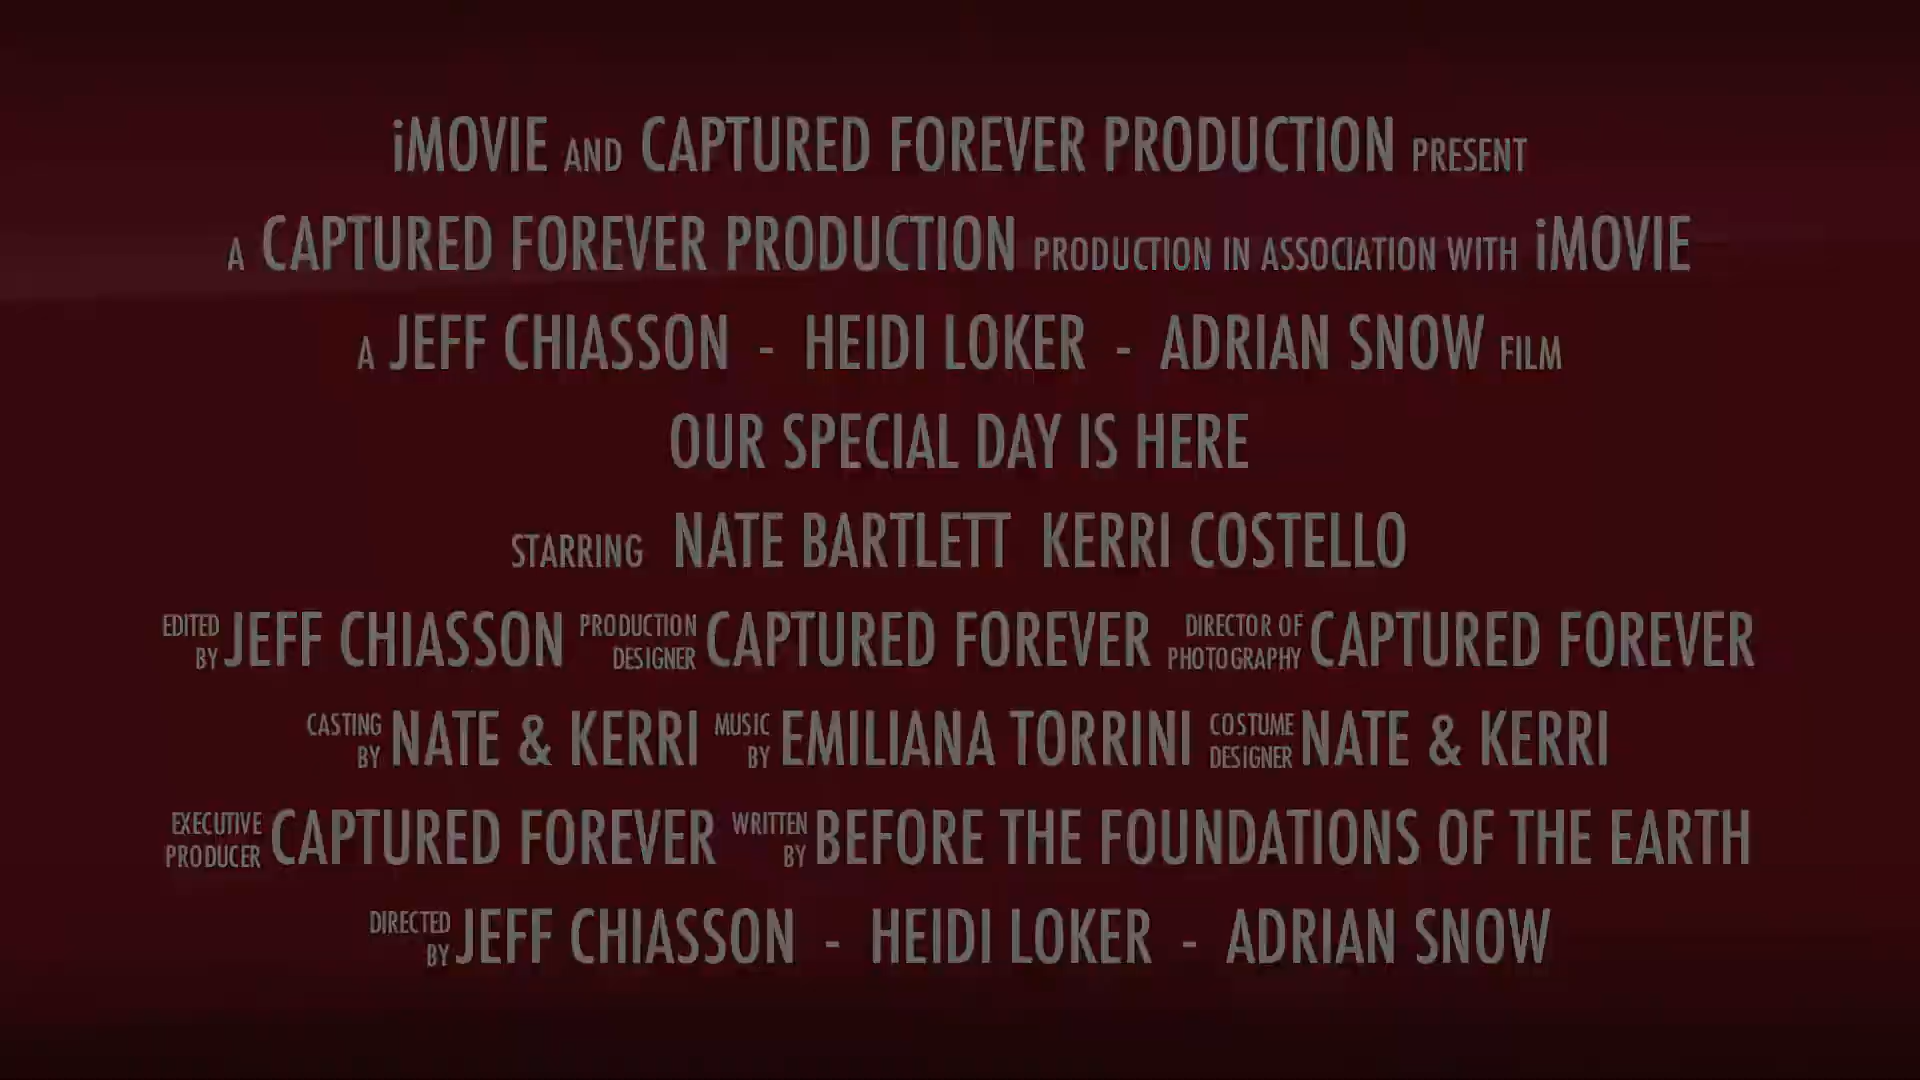 iMOVIE AND CAPTURED FOREVER PRODUCTION PRESENT
A CAPTURED FOREVER PRODUCTION PRODUCTION IN ASSOCIATION WITH iMOVIE
A JEFF CHIASSON - HEIDI LOKER - ADRIAN SNOW FILM
OUR SPECIAL DAY IS HERE
STARRING NATE BARTLETT KERRI COSTELLO
EDITED BY JEFF CHIASSON PRODUCTION DESIGNER CAPTURED FOREVER DIRECTOR OF PHOTOGRAPHY CAPTURED FOREVER
CASTING BY NATE & KERRI MUSIC BY EMILIANA TORRINI COSTUME DESIGNER NATE & KERRI
EXECUTIVE PRODUCER CAPTURED FOREVER WRITTEN BY BEFORE THE FOUNDATIONS OF THE EARTH
DIRECTED BY JEFF CHIASSON - HEIDI LOKER - ADRIAN SNOW